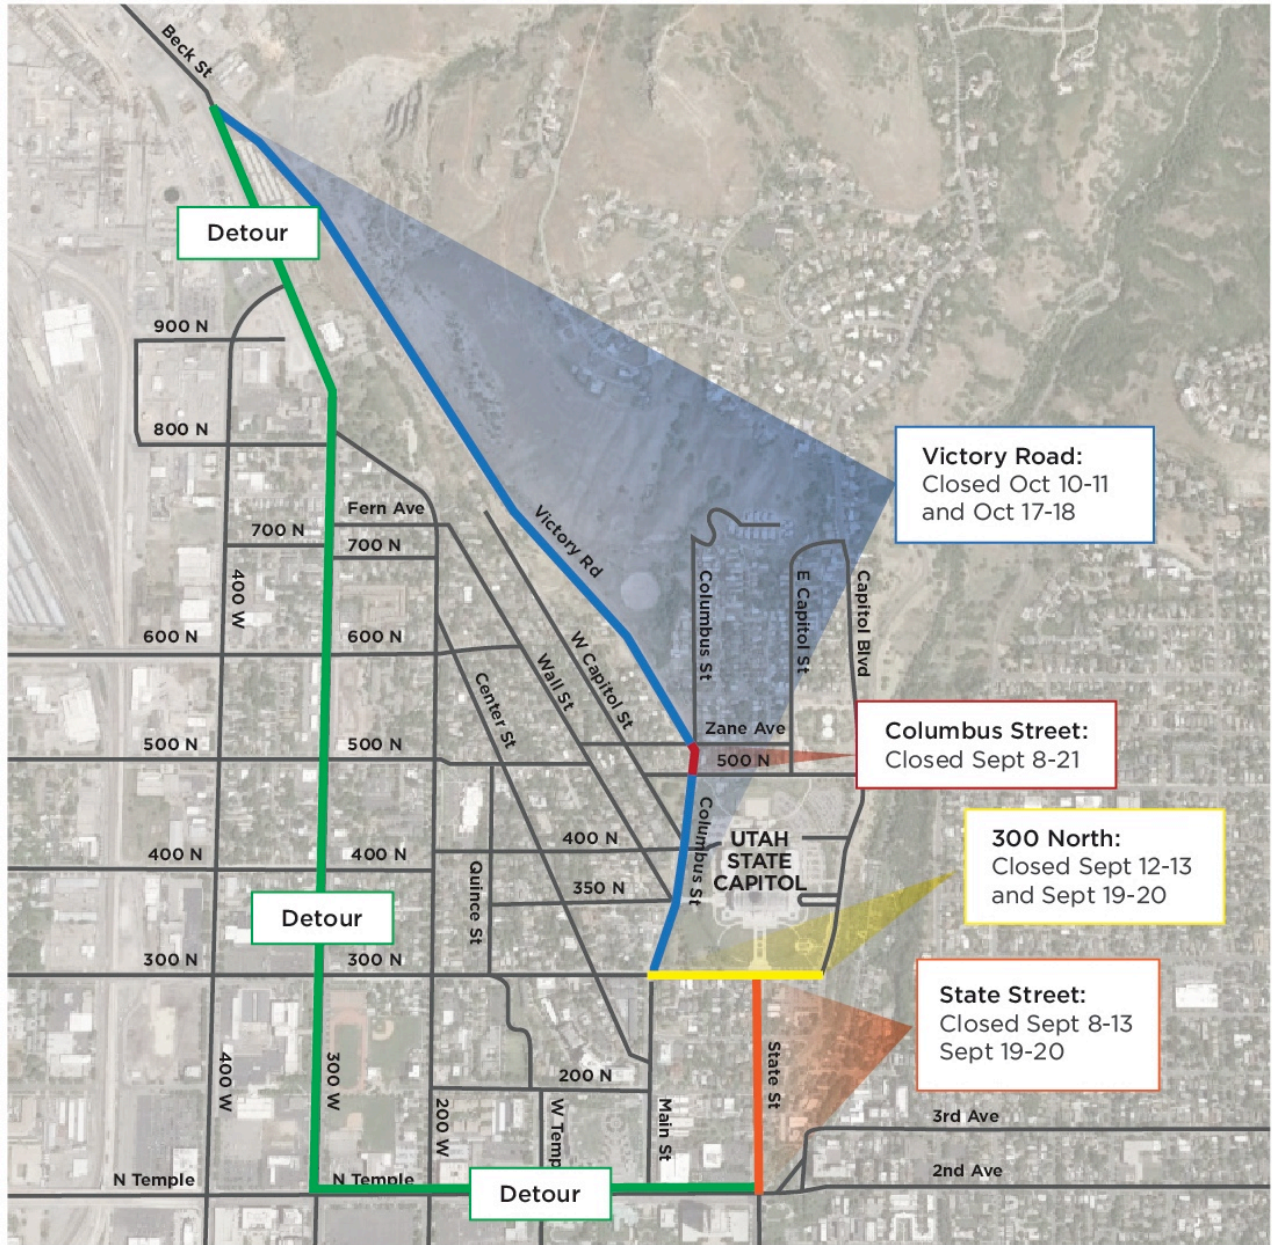 Beck St
Detour
900 N
800 N
Victory Road:
Closed Oct 10-11
and Oct 17-18
Fern Ave
700 N
700 N
Victory Rd
400 W
Columbus St
E Capitol St
Capitol Blvd
600 N
600 N
W Capitol St
Wall St
Center St
Zane Ave
500 N
500 N
500 N
Columbus Street:
Closed Sept 8-21
Columbus St
400 N
400 N
400 N
UTAH
STATE
CAPITOL
300 North:
Closed Sept 12-13
and Sept 19-20
350 N
Quince St
Detour
300 N
300 N
State Street:
Closed Sept 8-13
Sept 19-20
400 W
300 W
State St
200 N
200 W
W Temp
Main St
3rd Ave
2nd Ave
N Temple
N Temple
Detour